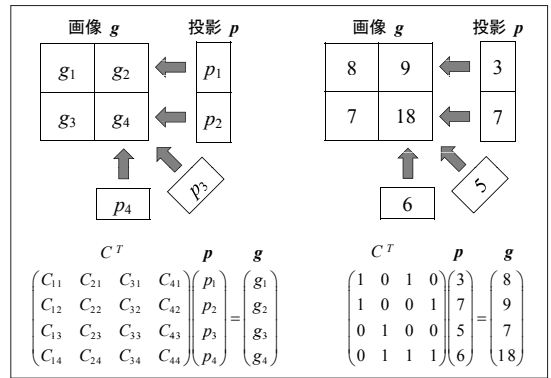 画像 g 投影 p 画像 g 投影 p
g1 g2 p1 8 9 3
g3 g4 p2 7 18 7
p3 5
p4 6
C^T p g C^T p g
(C11 C21 C31 C41)(p1) (g1) (1 0 1 0)(3) (8)
(C12 C22 C32 C42)(p2) = (g2) (1 0 0 1)(7) = (9)
(C13 C23 C33 C43)(p3) (g3) (0 1 0 0)(5) (7)
(C14 C24 C34 C44)(p4) (g4) (0 1 1 1)(6) (18)